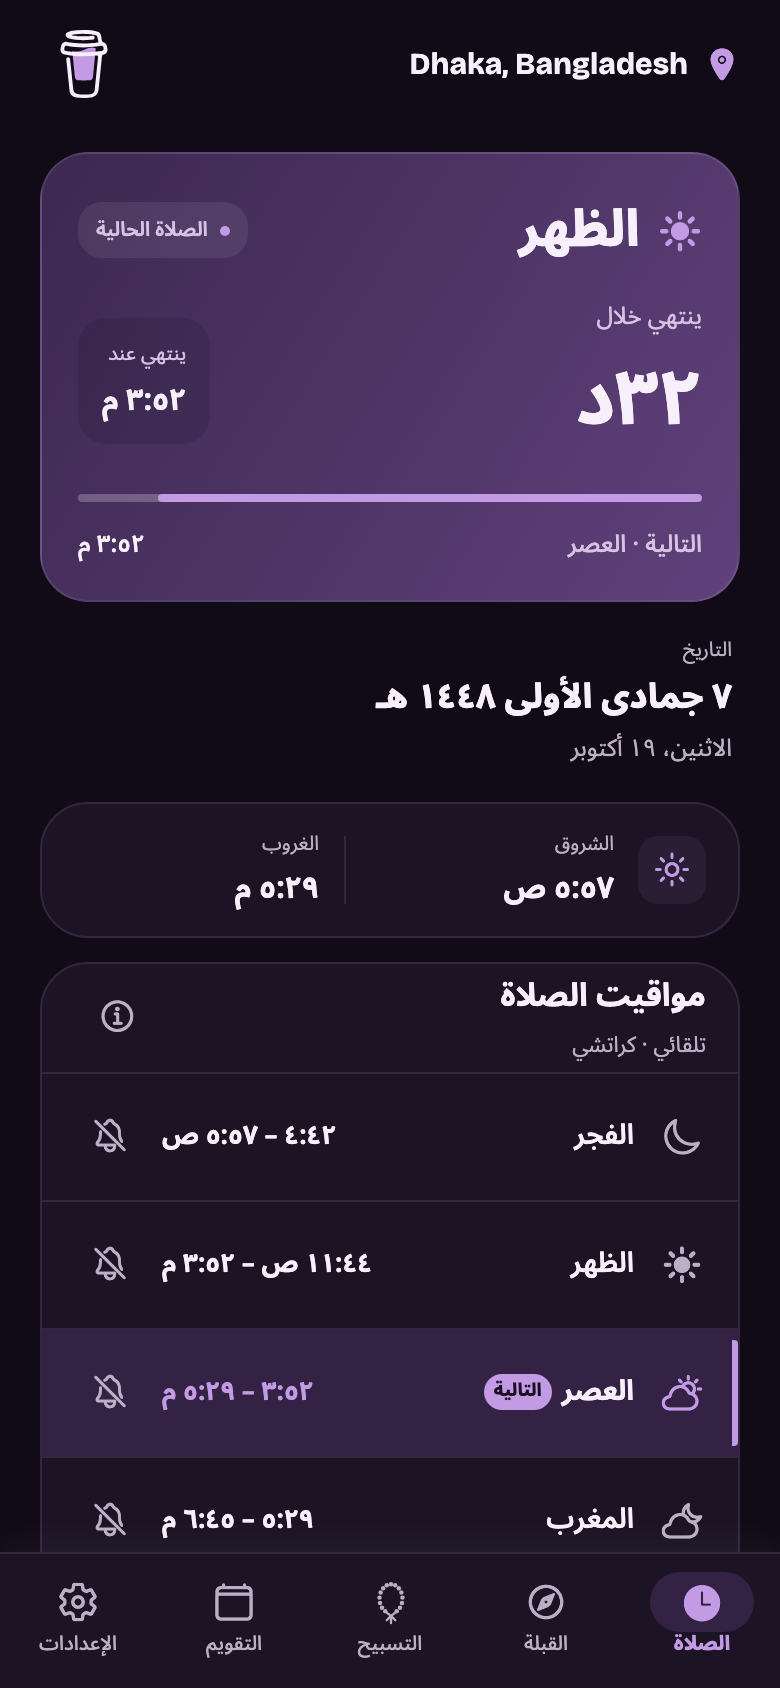 Dhaka, Bangladesh
الظهر
الصلاة الحالية
ينتهي خلال
٣٢د
ينتهي عند
٣:٥٢ م
التالية · العصر
٣:٥٢ م
التاريخ
٧ جمادى الأولى ١٤٤٨ هـ
الاثنين، ١٩ أكتوبر
الشروق
٥:٥٧ ص
الغروب
٥:٢٩ م
مواقيت الصلاة
تلقائي · كراتشي
الفجر
٤:٤٢ – ٥:٥٧ ص
الظهر
١١:٤٤ ص – ٣:٥٢ م
العصر
التالية
٣:٥٢ – ٥:٢٩ م
المغرب
٥:٢٩ – ٦:٤٥ م
الصلاة
القبلة
التسبيح
التقويم
الإعدادات